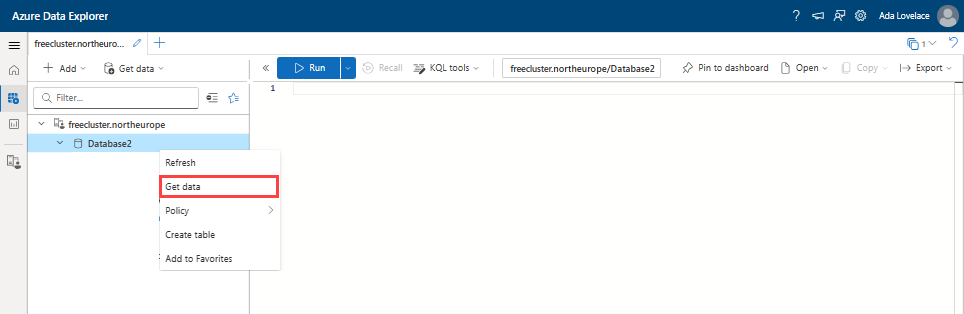 Azure Data Explorer
? Ada Lovelace
freecluster.northeuro...
1
Add Get data Run Recall KQL tools freecluster.northeurope/Database2 Pin to dashboard Open Copy Export
Filter...
1
freecluster.northeurope
Database2
Refresh
Get data
Policy
Create table
Add to Favorites